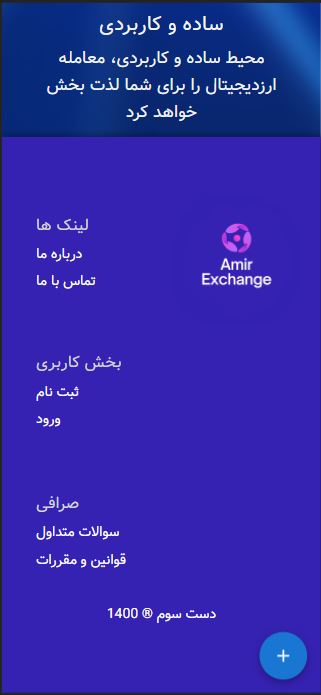 ساده و کاربردی
محیط ساده و کاربردی، معامله
ارزدیجیتال را برای شما لذت بخش
خواهد کرد
Amir
Exchange
لینک ها
درباره ما
تماس با ما
بخش کاربری
ثبت نام
ورود
صرافی
سوالات متداول
قوانین و مقررات
دست سوم ® 1400
+